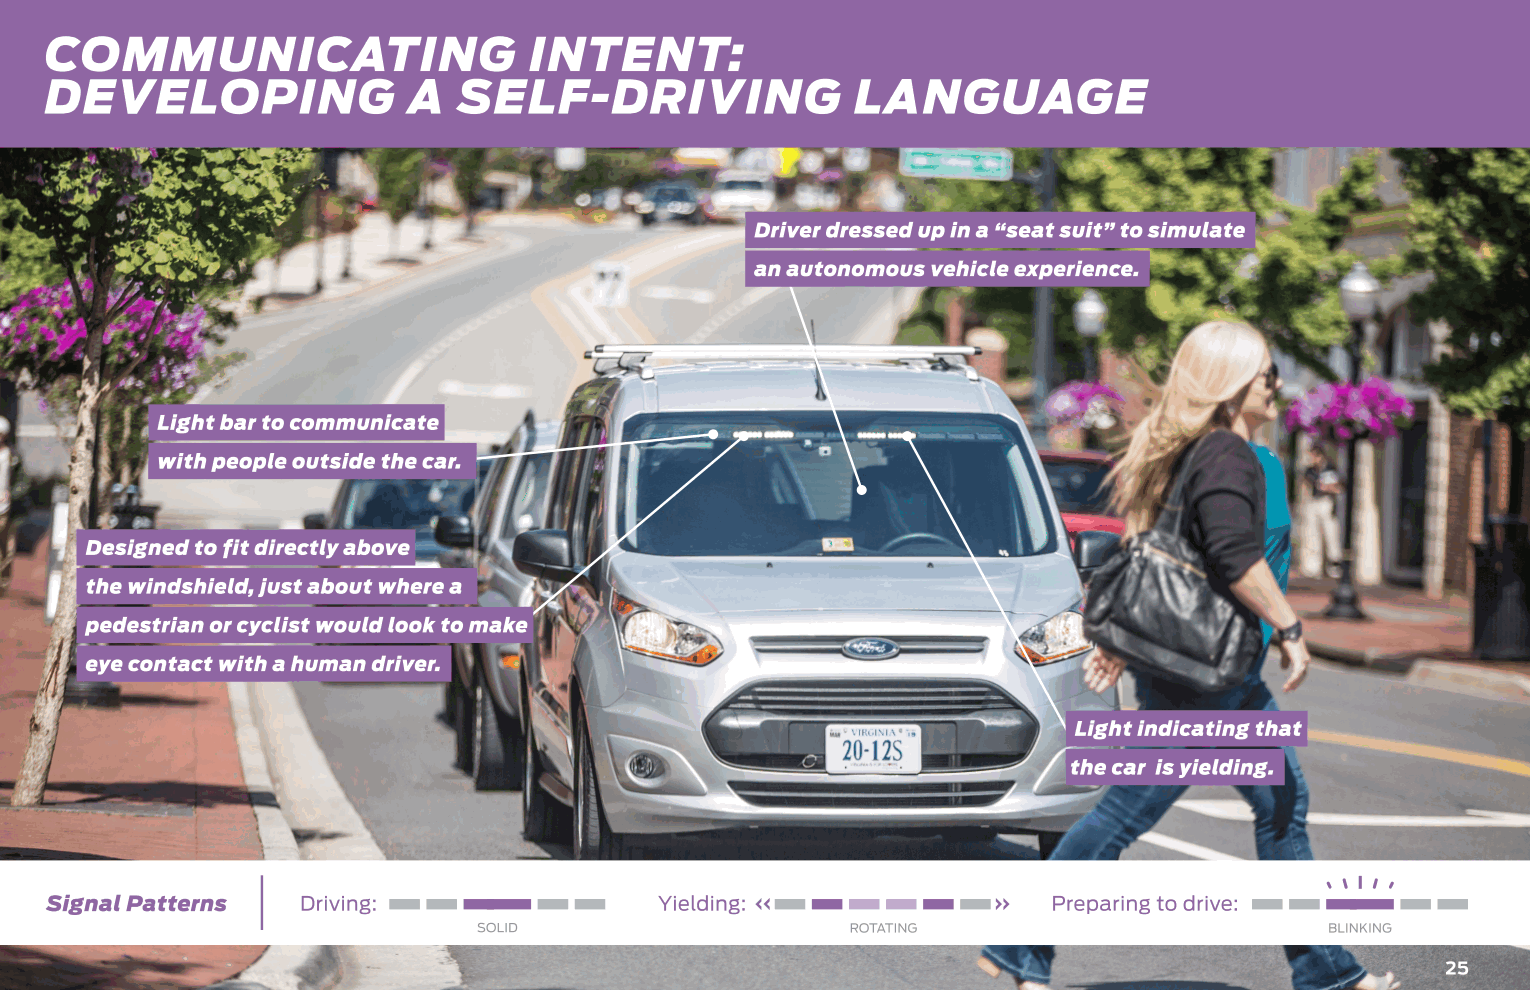 COMMUNICATING INTENT:
DEVELOPING A SELF-DRIVING LANGUAGE
Driver dressed up in a “seat suit” to simulate
an autonomous vehicle experience.
Light bar to communicate
with people outside the car.
Designed to fit directly above
the windshield, just about where a
pedestrian or cyclist would look to make
eye contact with a human driver.
Ford
VIRGINIA
20-12S
Light indicating that
the car is yielding.
Signal Patterns
Driving:
SOLID
Yielding: ‹‹ ››
ROTATING
Preparing to drive:
BLINKING
25